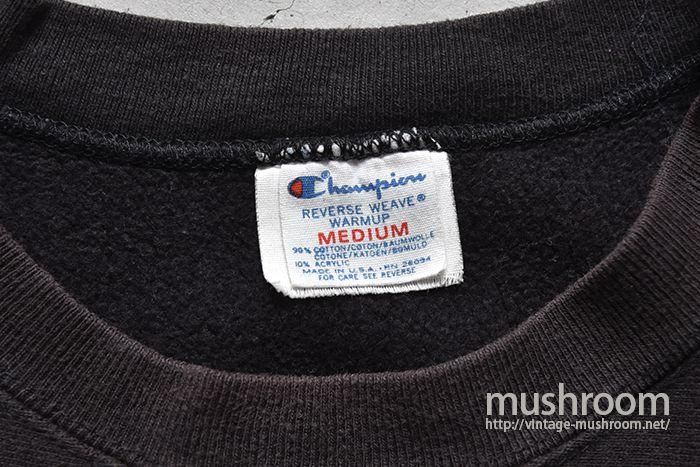 Champion
REVERSE WEAVE®
WARMUP
MEDIUM
90% COTTON/COTON/BAUMWOLLE
COTONE/KATOEN/BOMULD
10% ACRYLIC
MADE IN U.S.A. · RN 26094
FOR CARE SEE REVERSE
mushroom
http://vintage-mushroom.net/